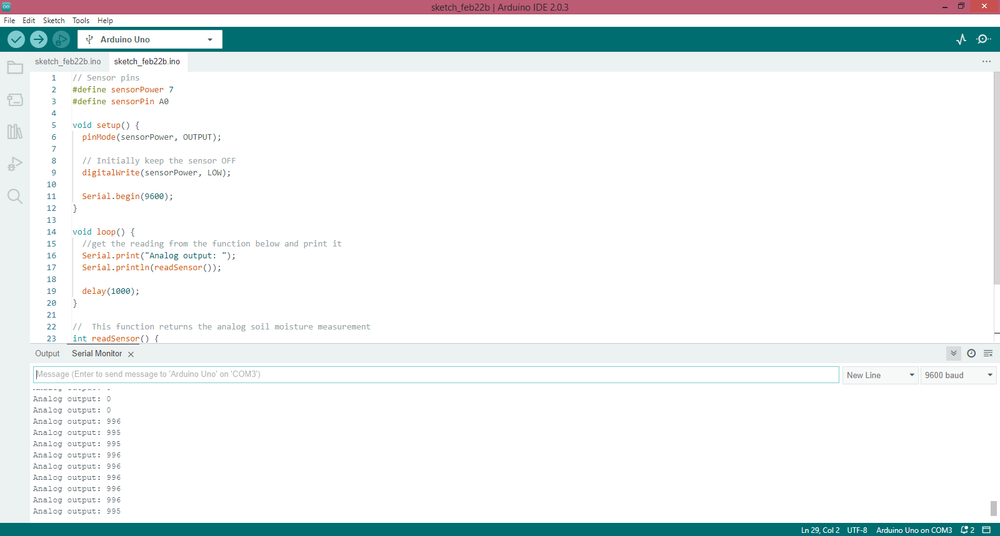 sketch_feb22b | Arduino IDE 2.0.3
File Edit Sketch Tools Help
Arduino Uno
sketch_feb22b.ino sketch_feb22b.ino
1 // Sensor pins
2 #define sensorPower 7
3 #define sensorPin A0
4
5 void setup() {
6 pinMode(sensorPower, OUTPUT);
7
8 // Initially keep the sensor OFF
9 digitalWrite(sensorPower, LOW);
10
11 Serial.begin(9600);
12 }
13
14 void loop() {
15 //get the reading from the function below and print it
16 Serial.print("Analog output: ");
17 Serial.println(readSensor());
18
19 delay(1000);
20 }
21
22 //  This function returns the analog soil moisture measurement
23 int readSensor() {
Output Serial Monitor
Message (Enter to send message to 'Arduino Uno' on 'COM3')
New Line 9600 baud
Analog output: 0
Analog output: 0
Analog output: 996
Analog output: 995
Analog output: 995
Analog output: 996
Analog output: 996
Analog output: 996
Analog output: 996
Analog output: 996
Analog output: 995
Ln 29, Col 2 UTF-8 Arduino Uno on COM3 2